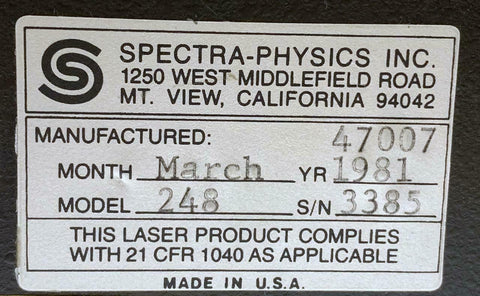 SPECTRA-PHYSICS INC.
1250 WEST MIDDLEFIELD ROAD
MT. VIEW, CALIFORNIA 94042
MANUFACTURED: 47007
MONTH March YR 1981
MODEL 248 S/N 3385
THIS LASER PRODUCT COMPLIES
WITH 21 CFR 1040 AS APPLICABLE
MADE IN U.S.A.